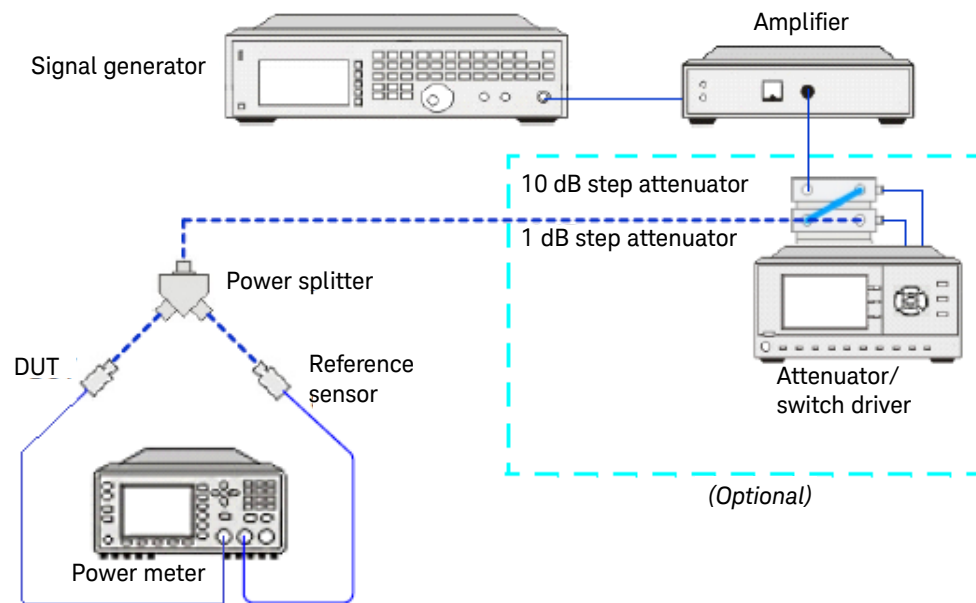 Amplifier
Signal generator
10 dB step attenuator
1 dB step attenuator
Power splitter
DUT
Reference
sensor
Attenuator/
switch driver
(Optional)
Power meter